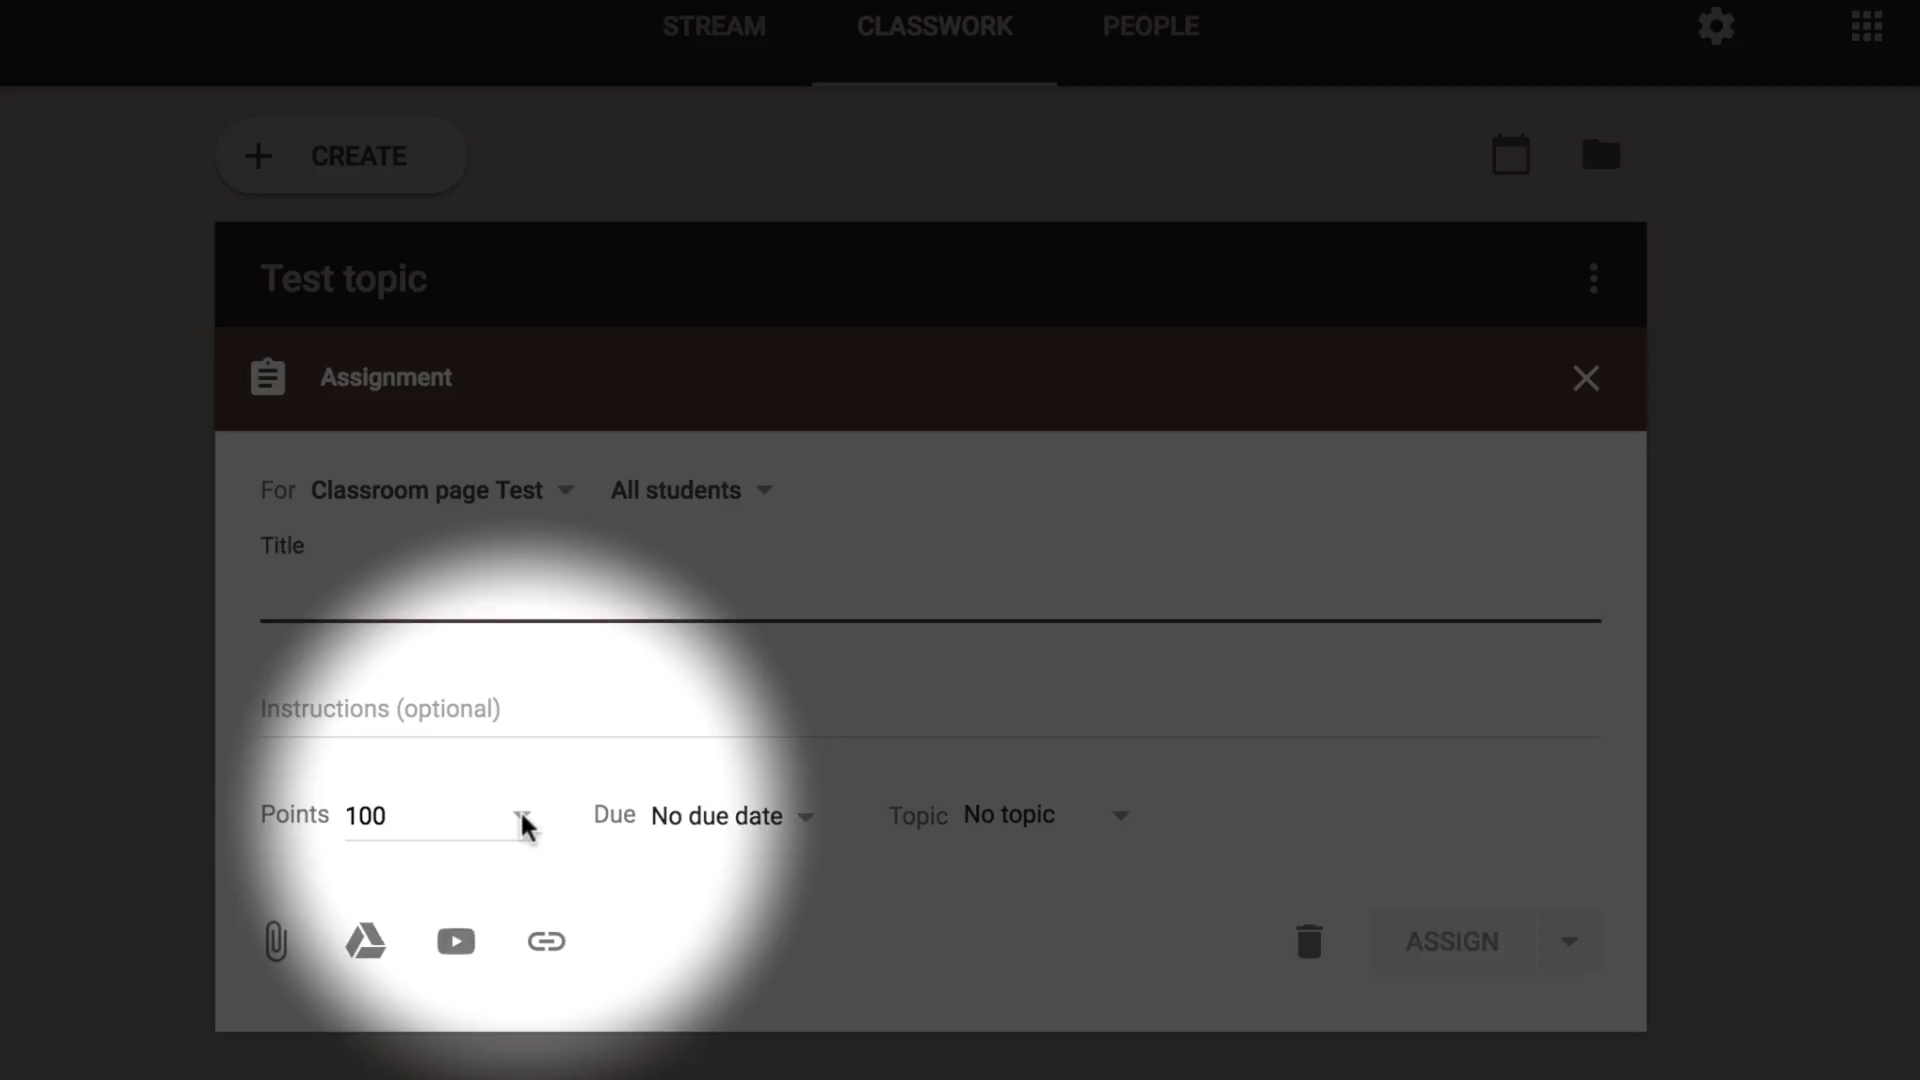 STREAM CLASSWORK PEOPLE
CREATE
Test topic
Assignment
For Classroom page Test All students
Title
Instructions (optional)
Points 100 Due No due date Topic No topic
ASSIGN